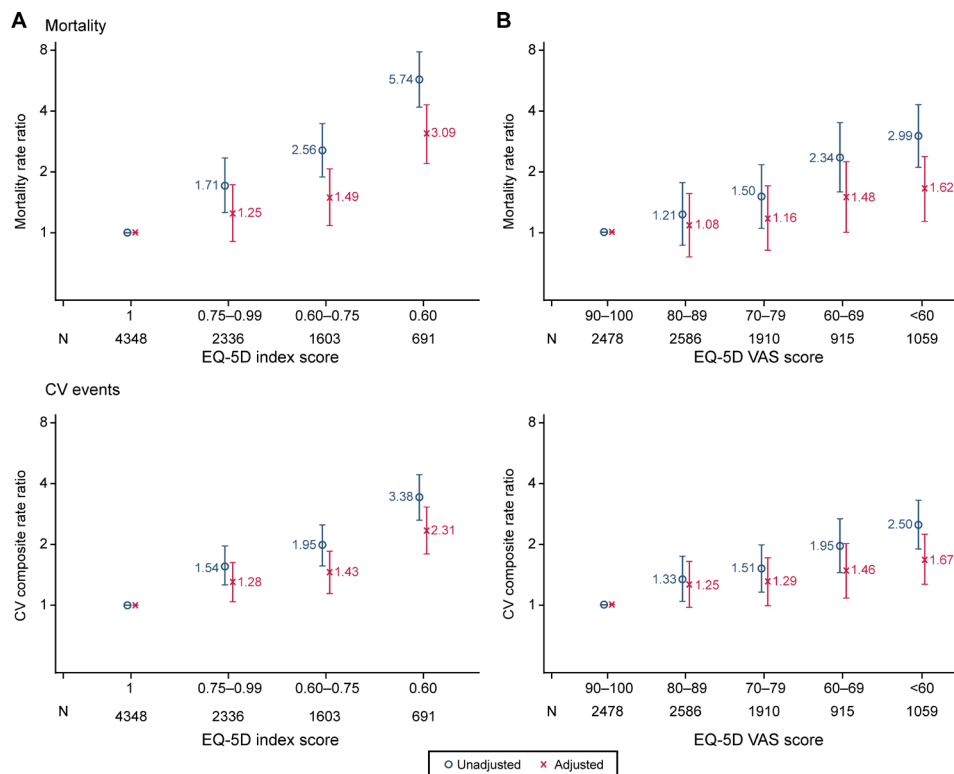 A
Mortality
Mortality rate ratio
8
4
2
1
1.71
1.25
2.56
1.49
5.74
3.09
1 0.75–0.99 0.60–0.75 0.60
N 4348 2336 1603 691
EQ-5D index score
B
Mortality rate ratio
8
4
2
1
1.21
1.08
1.50
1.16
2.34
1.48
2.99
1.62
90–100 80–89 70–79 60–69 <60
N 2478 2586 1910 915 1059
EQ-5D VAS score
CV events
CV composite rate ratio
8
4
2
1
1.54
1.28
1.95
1.43
3.38
2.31
1 0.75–0.99 0.60–0.75 0.60
N 4348 2336 1603 691
EQ-5D index score
CV composite rate ratio
8
4
2
1
1.33
1.25
1.51
1.29
1.95
1.46
2.50
1.67
90–100 80–89 70–79 60–69 <60
N 2478 2586 1910 915 1059
EQ-5D VAS score
Unadjusted Adjusted